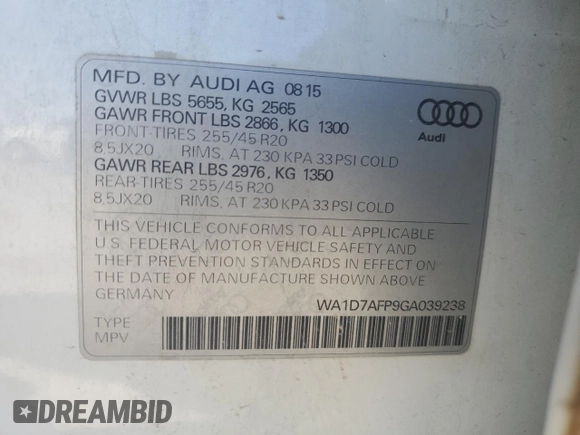 MFD. BY AUDI AG 08 15
GVWR LBS 5655, KG 2565
GAWR FRONT LBS 2866, KG 1300
FRONT-TIRES 255/45 R20
8,5JX20 RIMS, AT 230 KPA 33 PSI COLD
GAWR REAR LBS 2976, KG 1350
REAR-TIRES 255/45 R20
8,5JX20 RIMS, AT 230 KPA 33 PSI COLD
Audi
THIS VEHICLE CONFORMS TO ALL APPLICABLE
U.S. FEDERAL MOTOR VEHICLE SAFETY AND
THEFT PREVENTION STANDARDS IN EFFECT ON
THE DATE OF MANUFACTURE SHOWN ABOVE.
GERMANY
WA1D7AFP9GA039238
TYPE
MPV
DREAMBID